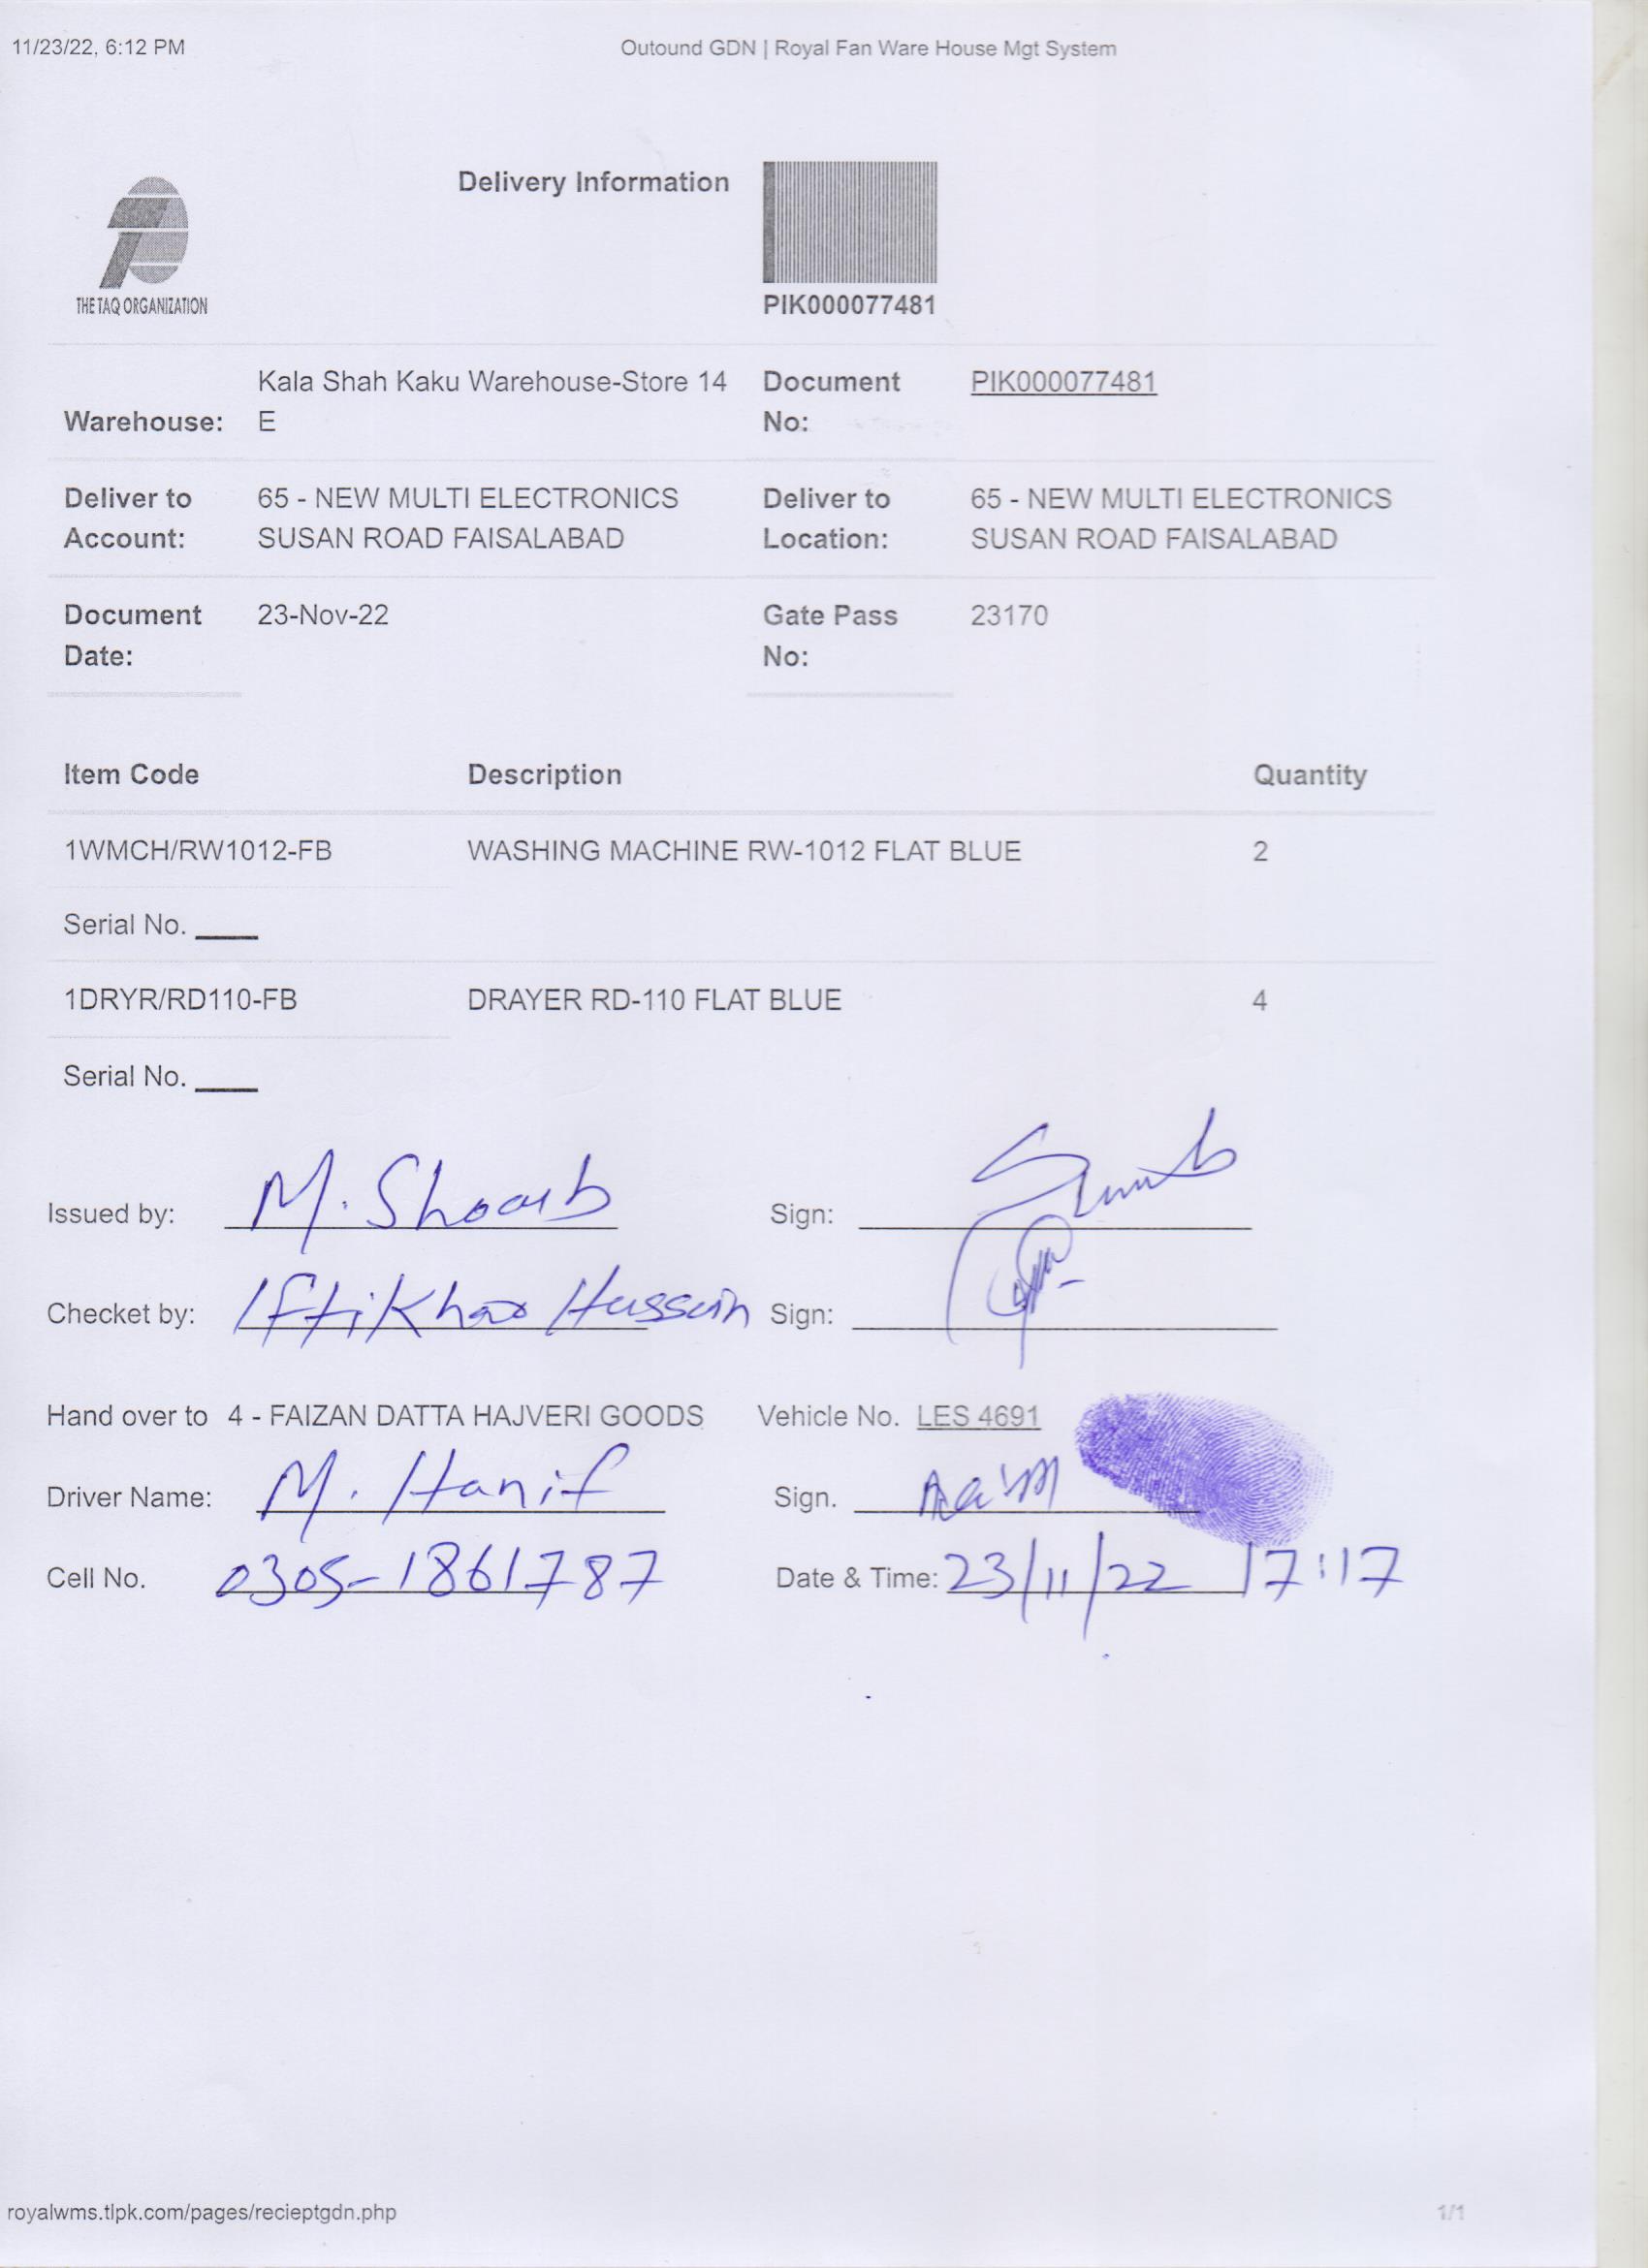 11/23/22, 6:12 PM Outound GDN | Royal Fan Ware House Mgt System
Delivery Information
THE TAQ ORGANIZATION
PIK000077481
Kala Shah Kaku Warehouse-Store 14 Document PIK000077481
Warehouse: E No:
Deliver to 65 - NEW MULTI ELECTRONICS Deliver to 65 - NEW MULTI ELECTRONICS
Account: SUSAN ROAD FAISALABAD Location: SUSAN ROAD FAISALABAD
Document 23-Nov-22 Gate Pass 23170
Date: No:
Item Code Description Quantity
1WMCH/RW1012-FB WASHING MACHINE RW-1012 FLAT BLUE 2
Serial No.
1DRYR/RD110-FB DRAYER RD-110 FLAT BLUE 4
Serial No.
Issued by: M. Shoaib Sign:
Checket by: Iftikhar Hussain Sign:
Hand over to 4 - FAIZAN DATTA HAJVERI GOODS Vehicle No. LES 4691
Driver Name: M. Hanif Sign.
Cell No. 0305-1861787 Date & Time: 23/11/22 17:17
royalwms.tlpk.com/pages/recieptgdn.php 1/1